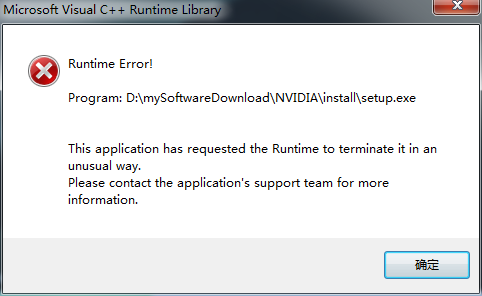 Microsoft Visual C++ Runtime Library
Runtime Error!
Program: D:\mySoftwareDownload\NVIDIA\install\setup.exe
This application has requested the Runtime to terminate it in an
unusual way.
Please contact the application's support team for more
information.
确定